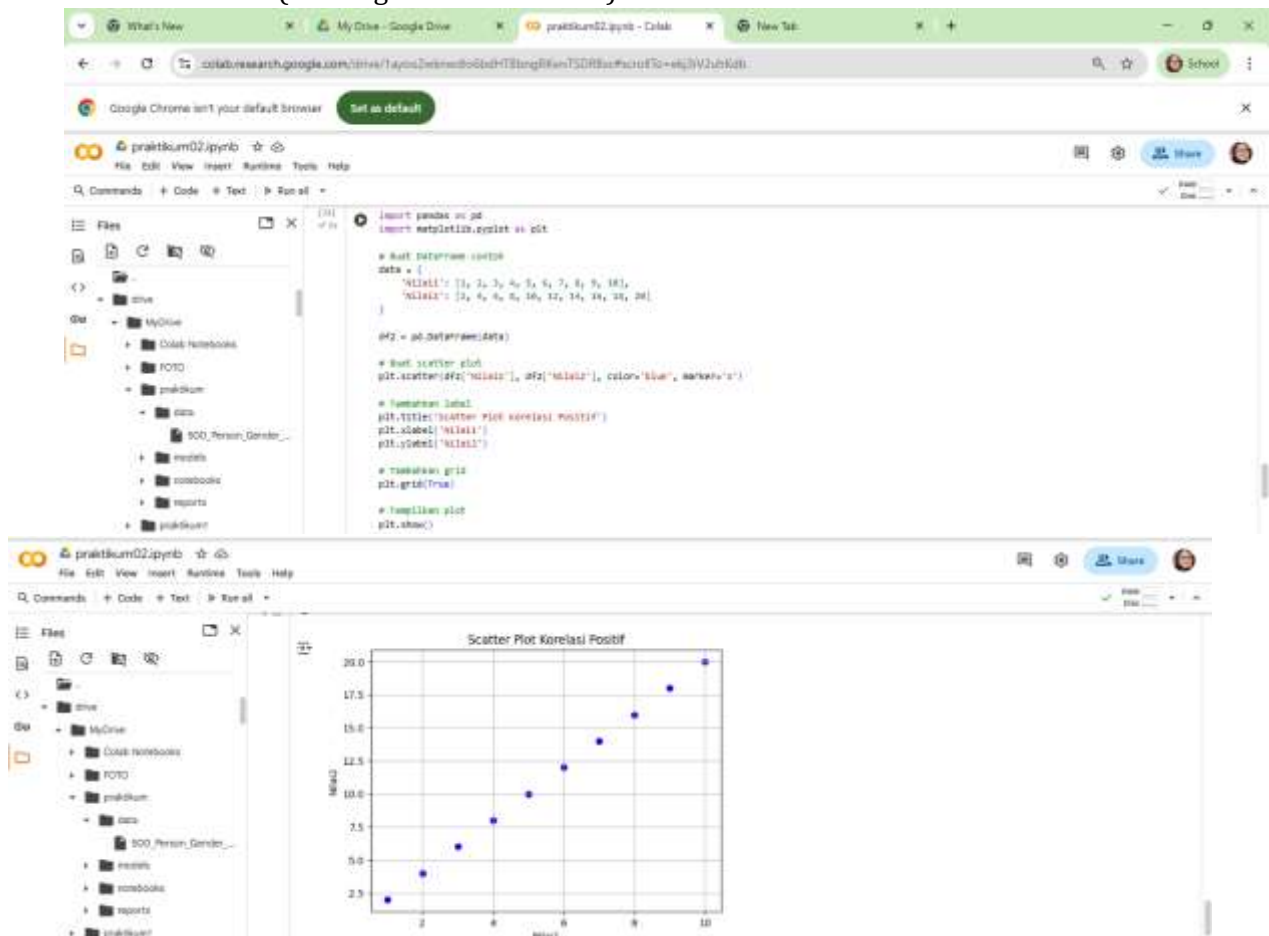 What's New
My Drive - Google Drive
praktikum02.ipynb - Colab
New Tab
School
Google Chrome isn't your default browser
Set as default
praktikum02.ipynb
File Edit View Insert Runtime Tools Help
Share
Commands + Code + Text Run all
Files
..
drive
MyDrive
Colab Notebooks
FOTO
praktikum
data
500_Person_Gender_...
models
notebooks
reports
praktikum1
import pandas as pd
import matplotlib.pyplot as plt
# Buat DataFrame contoh
data = {
'Nilai1': [1, 2, 3, 4, 5, 6, 7, 8, 9, 10],
'Nilai2': [2, 4, 6, 8, 10, 12, 14, 16, 18, 20]
}
df2 = pd.DataFrame(data)
# Buat scatter plot
plt.scatter(df2['Nilai1'], df2['Nilai2'], color='blue', marker='o')
# Tambahkan label
plt.title('Scatter Plot Korelasi Positif')
plt.xlabel('Nilai1')
plt.ylabel('Nilai2')
# Tambahkan grid
plt.grid(True)
# Tampilkan plot
plt.show()
praktikum02.ipynb
File Edit View Insert Runtime Tools Help
Share
Commands + Code + Text Run all
Files
..
drive
MyDrive
Colab Notebooks
FOTO
praktikum
data
500_Person_Gender_...
models
notebooks
reports
praktikum1
Scatter Plot Korelasi Positif
20.0
17.5
15.0
12.5
10.0
7.5
5.0
2.5
Nilai2
2 4 6 8 10